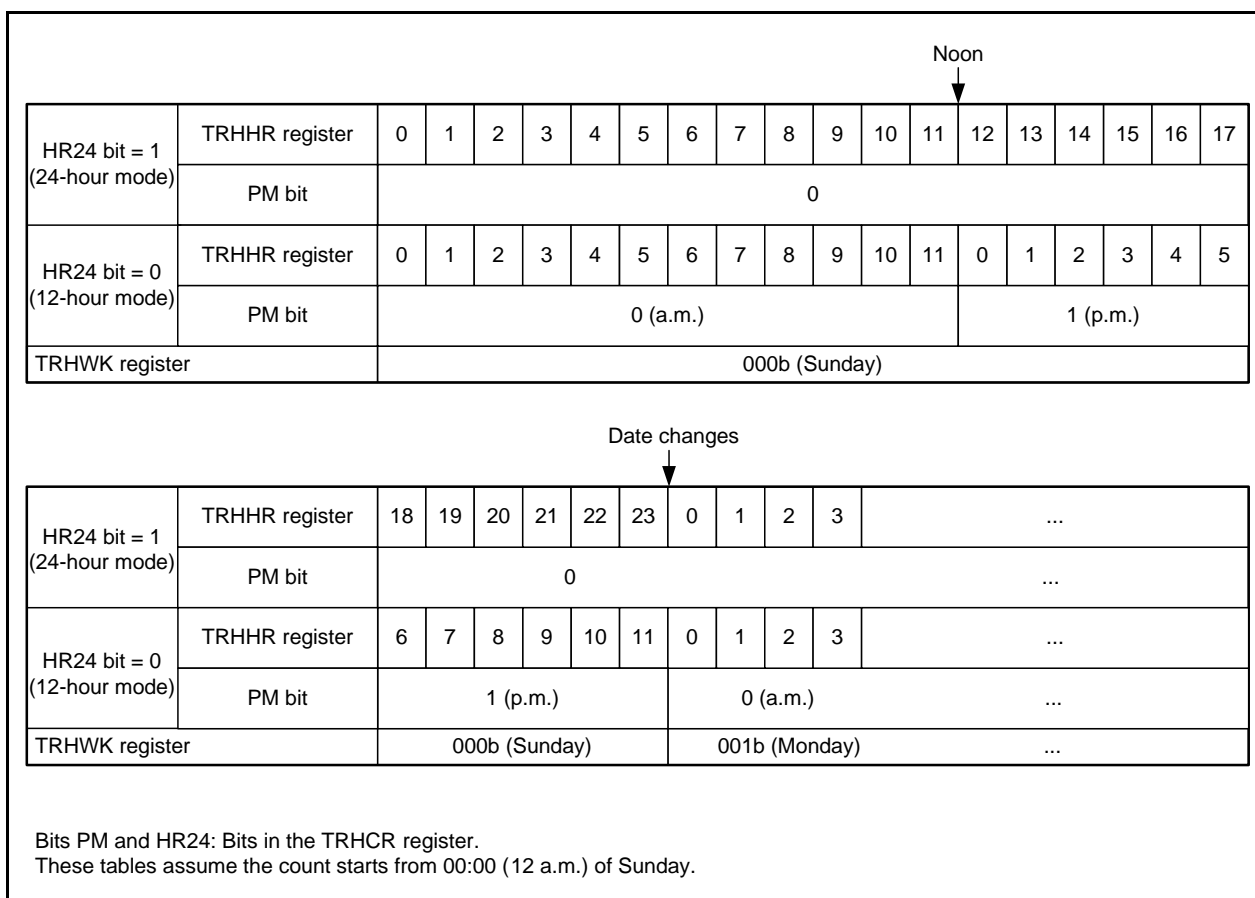 Noon
HR24 bit = 1
(24-hour mode)
TRHHR register 0 1 2 3 4 5 6 7 8 9 10 11 12 13 14 15 16 17
PM bit 0
HR24 bit = 0
(12-hour mode)
TRHHR register 0 1 2 3 4 5 6 7 8 9 10 11 0 1 2 3 4 5
PM bit 0 (a.m.) 1 (p.m.)
TRHWK register 000b (Sunday)
Date changes
HR24 bit = 1
(24-hour mode)
TRHHR register 18 19 20 21 22 23 0 1 2 3 ...
PM bit 0 ...
HR24 bit = 0
(12-hour mode)
TRHHR register 6 7 8 9 10 11 0 1 2 3 ...
PM bit 1 (p.m.) 0 (a.m.) ...
TRHWK register 000b (Sunday) 001b (Monday) ...
Bits PM and HR24: Bits in the TRHCR register.
These tables assume the count starts from 00:00 (12 a.m.) of Sunday.